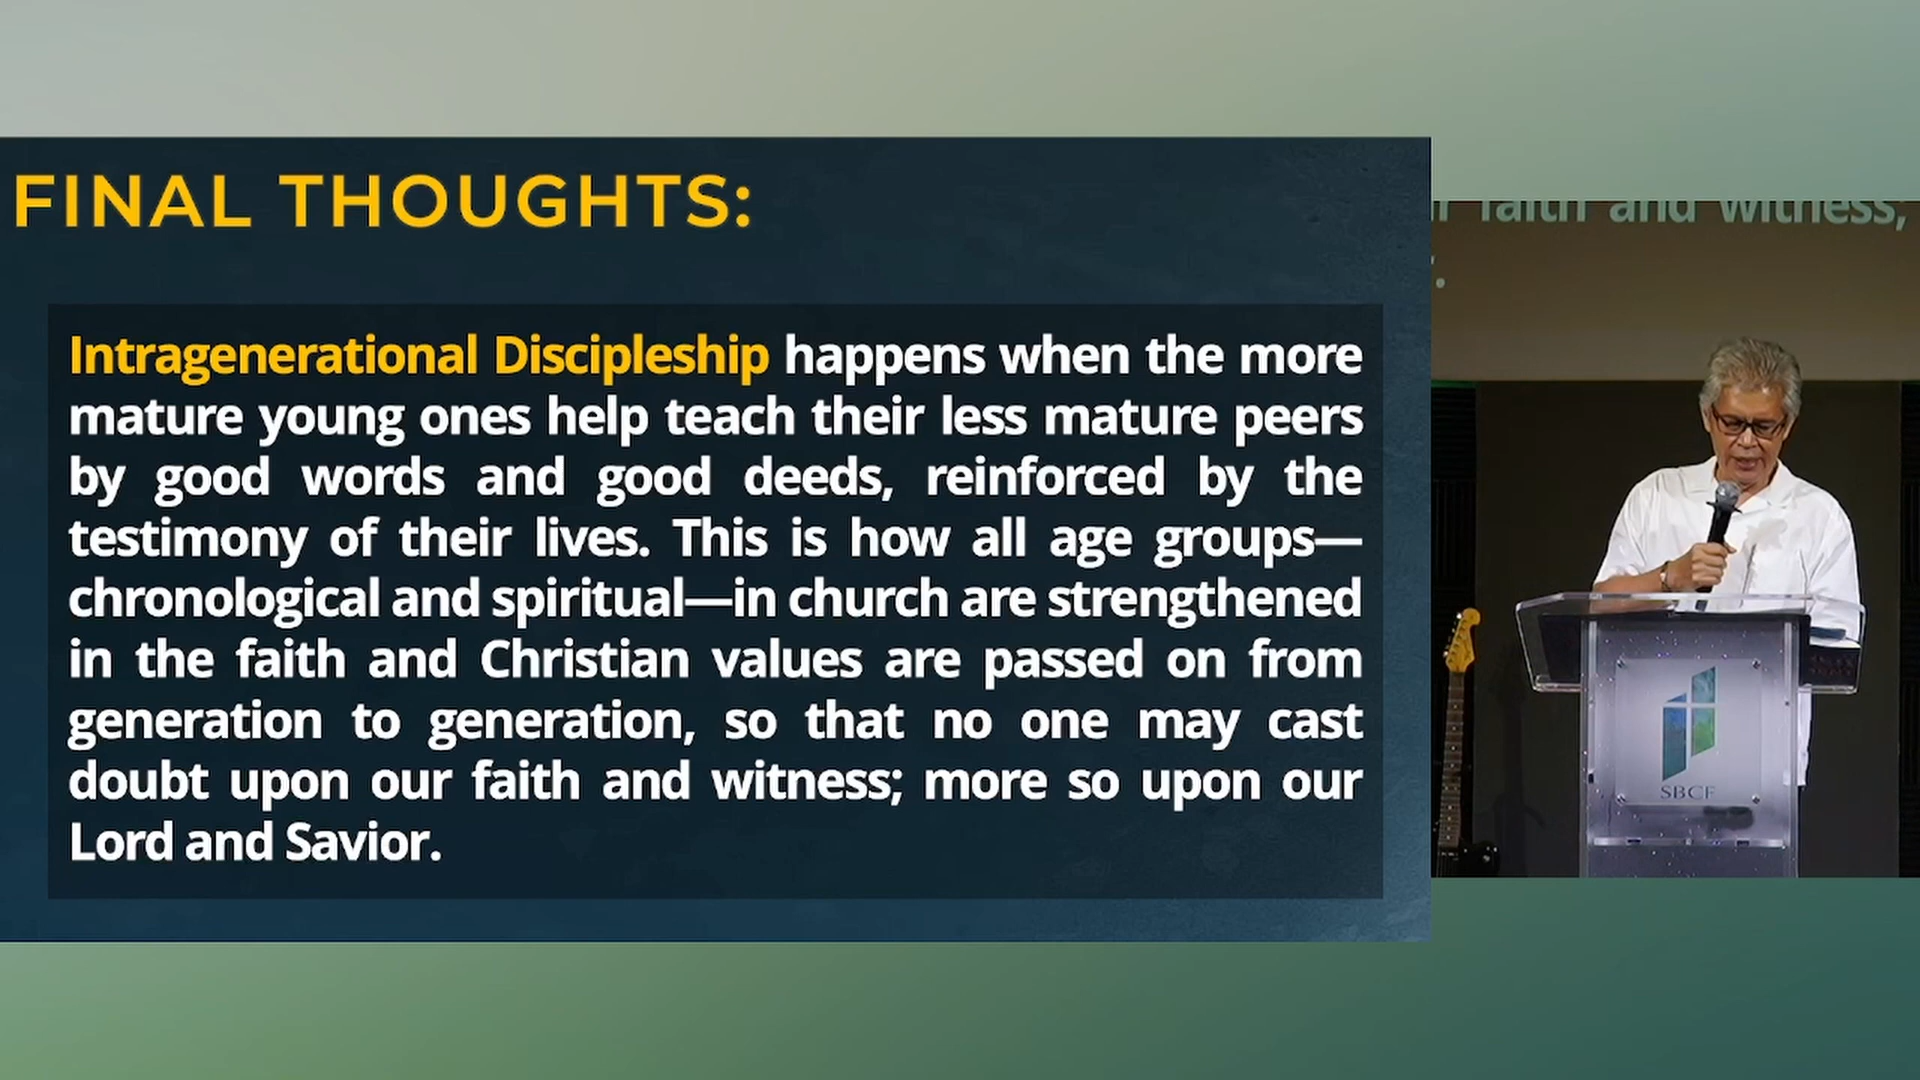 FINAL THOUGHTS:
Intragenerational Discipleship happens when the more
mature young ones help teach their less mature peers
by good words and good deeds, reinforced by the
testimony of their lives. This is how all age groups—
chronological and spiritual—in church are strengthened
in the faith and Christian values are passed on from
generation to generation, so that no one may cast
doubt upon our faith and witness; more so upon our
Lord and Savior.
faith and witness,
SBCF